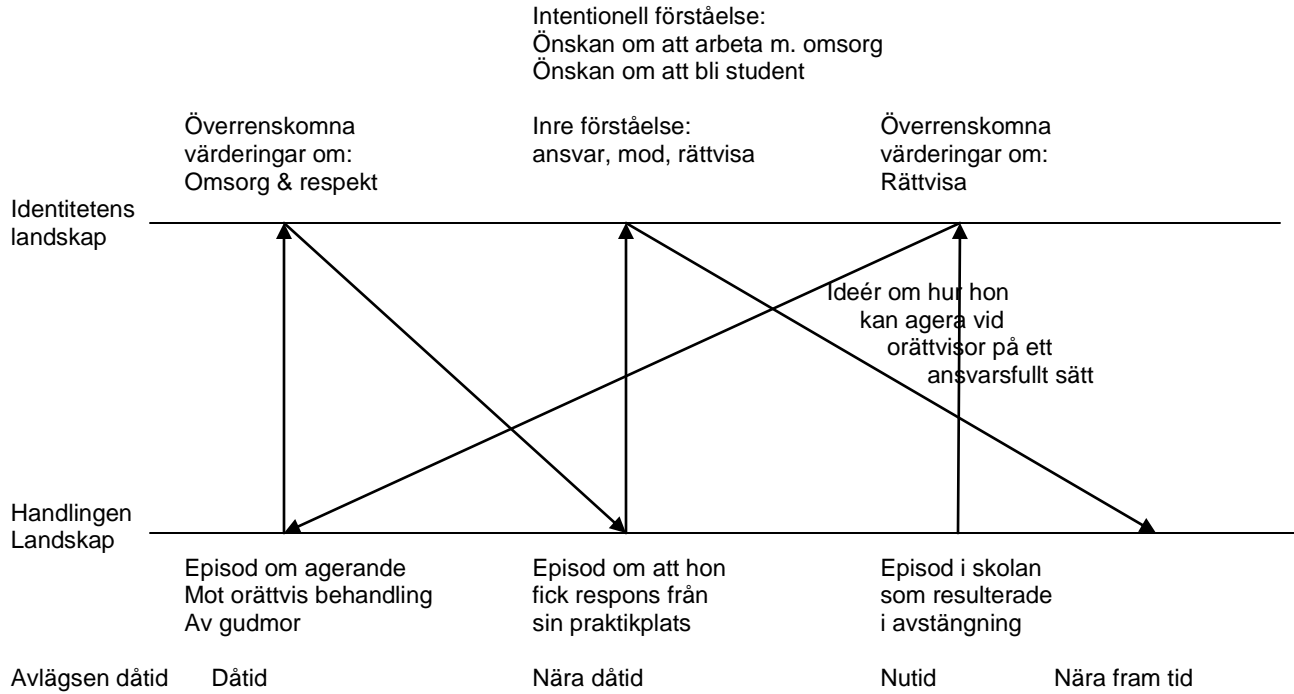 Intentionell förståelse:
Önskan om att arbeta m. omsorg
Önskan om att bli student
Överrenskomna
värderingar om:
Omsorg & respekt
Inre förståelse:
ansvar, mod, rättvisa
Överrenskomna
värderingar om:
Rättvisa
Identitetens
landskap
Ideér om hur hon
kan agera vid
orättvisor på ett
ansvarsfullt sätt
Handlingen
Landskap
Episod om agerande
Mot orättvis behandling
Av gudmor
Episod om att hon
fick respons från
sin praktikplats
Episod i skolan
som resulterade
i avstängning
Avlägsen dåtid Dåtid Nära dåtid Nutid Nära fram tid